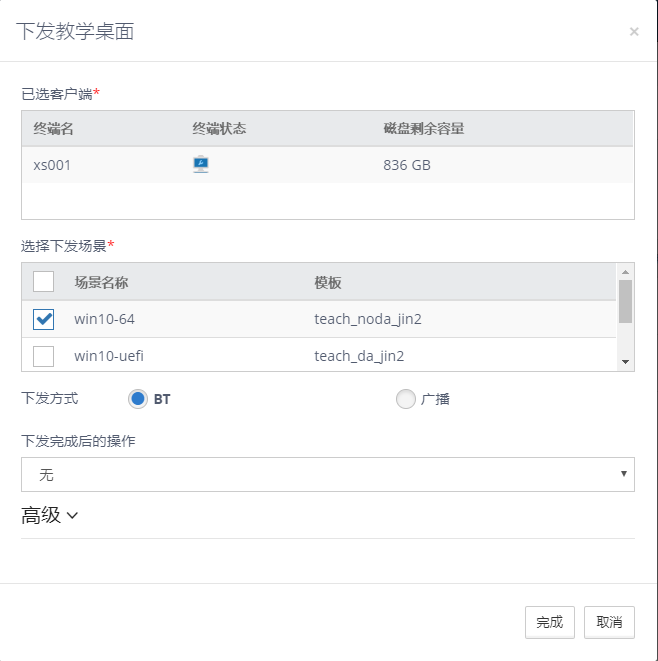 下发教学桌面 ×
已选客户端*
终端名 终端状态 磁盘剩余容量
xs001 836 GB
选择下发场景*
场景名称 模板
win10-64 teach_noda_jin2
win10-uefi teach_da_jin2
下发方式 BT 广播
下发完成后的操作
无
高级
完成 取消